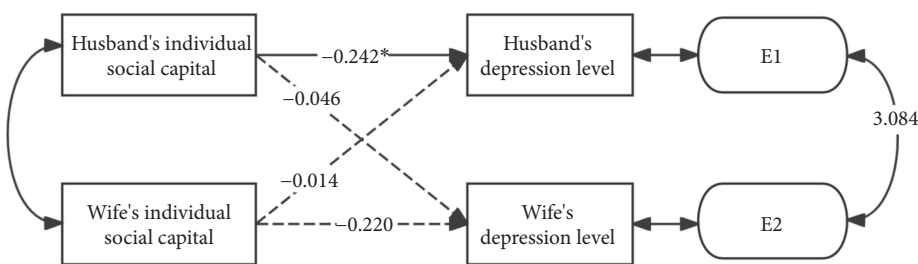 Husband's individual
social capital
−0.242*
Husband's
depression level
E1
−0.046
3.084
−0.014
Wife's individual
social capital
−0.220
Wife's
depression level
E2